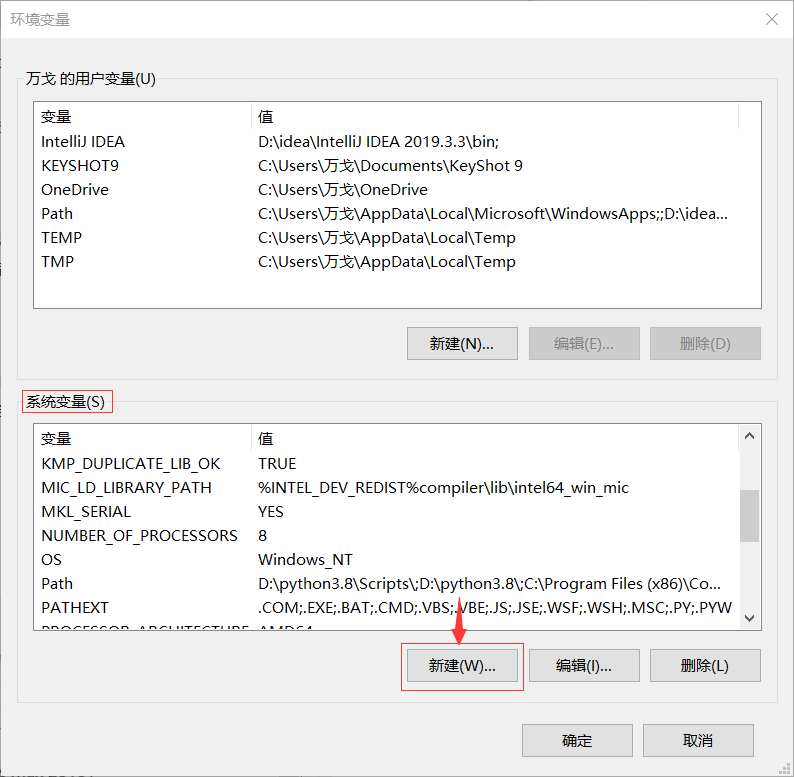 环境变量
万戈 的用户变量(U)
变量 值
IntelliJ IDEA D:\idea\IntelliJ IDEA 2019.3.3\bin;
KEYSHOT9 C:\Users\万戈\Documents\KeyShot 9
OneDrive C:\Users\万戈\OneDrive
Path C:\Users\万戈\AppData\Local\Microsoft\WindowsApps;;D:\idea...
TEMP C:\Users\万戈\AppData\Local\Temp
TMP C:\Users\万戈\AppData\Local\Temp
新建(N)... 编辑(E)... 删除(D)
系统变量(S)
变量 值
KMP_DUPLICATE_LIB_OK TRUE
MIC_LD_LIBRARY_PATH %INTEL_DEV_REDIST%compiler\lib\intel64_win_mic
MKL_SERIAL YES
NUMBER_OF_PROCESSORS 8
OS Windows_NT
Path D:\python3.8\Scripts\;D:\python3.8\;C:\Program Files (x86)\Co...
PATHEXT .COM;.EXE;.BAT;.CMD;.VBS;.VBE;.JS;.JSE;.WSF;.WSH;.MSC;.PY;.PYW
PROCESSOR_ARCHITECTURE AMD64
新建(W)... 编辑(I)... 删除(L)
确定 取消